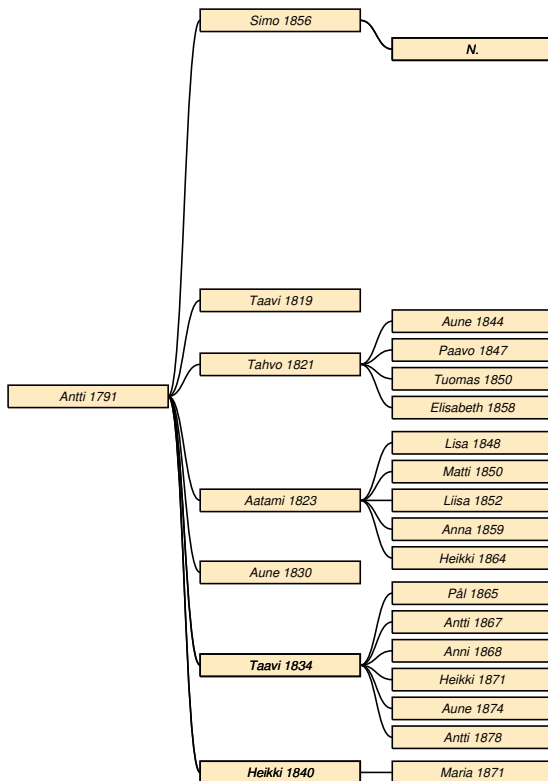 Simo 1856
N.
Taavi 1819
Aune 1844
Paavo 1847
Tahvo 1821
Tuomas 1850
Antti 1791
Elisabeth 1858
Lisa 1848
Matti 1850
Aatami 1823
Liisa 1852
Anna 1859
Heikki 1864
Aune 1830
Pål 1865
Antti 1867
Anni 1868
Taavi 1834
Heikki 1871
Aune 1874
Antti 1878
Heikki 1840
Maria 1871